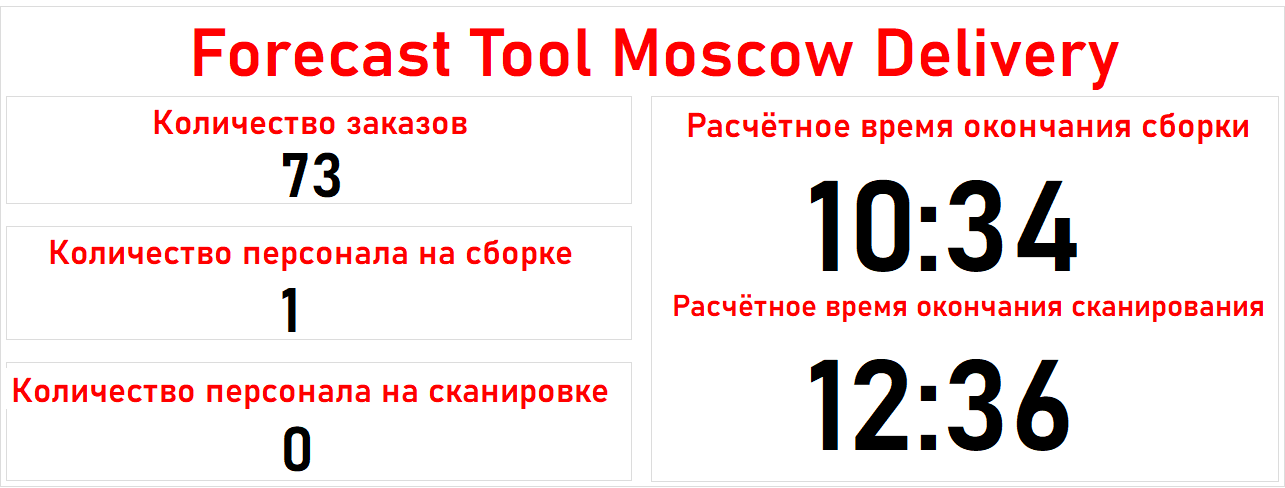 Forecast Tool Moscow Delivery
Количество заказов
73
Количество персонала на сборке
1
Количество персонала на сканировке
0
Расчётное время окончания сборки
10:34
Расчётное время окончания сканирования
12:36